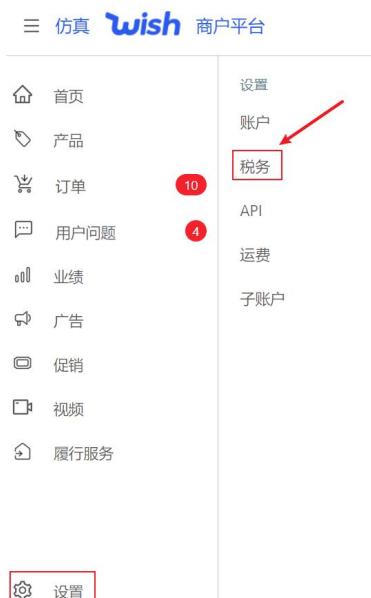 仿真 wish 商户平台
首页
产品
订单 10
用户问题 4
业绩
广告
促销
视频
履行服务
设置
设置
账户
税务
API
运费
子账户